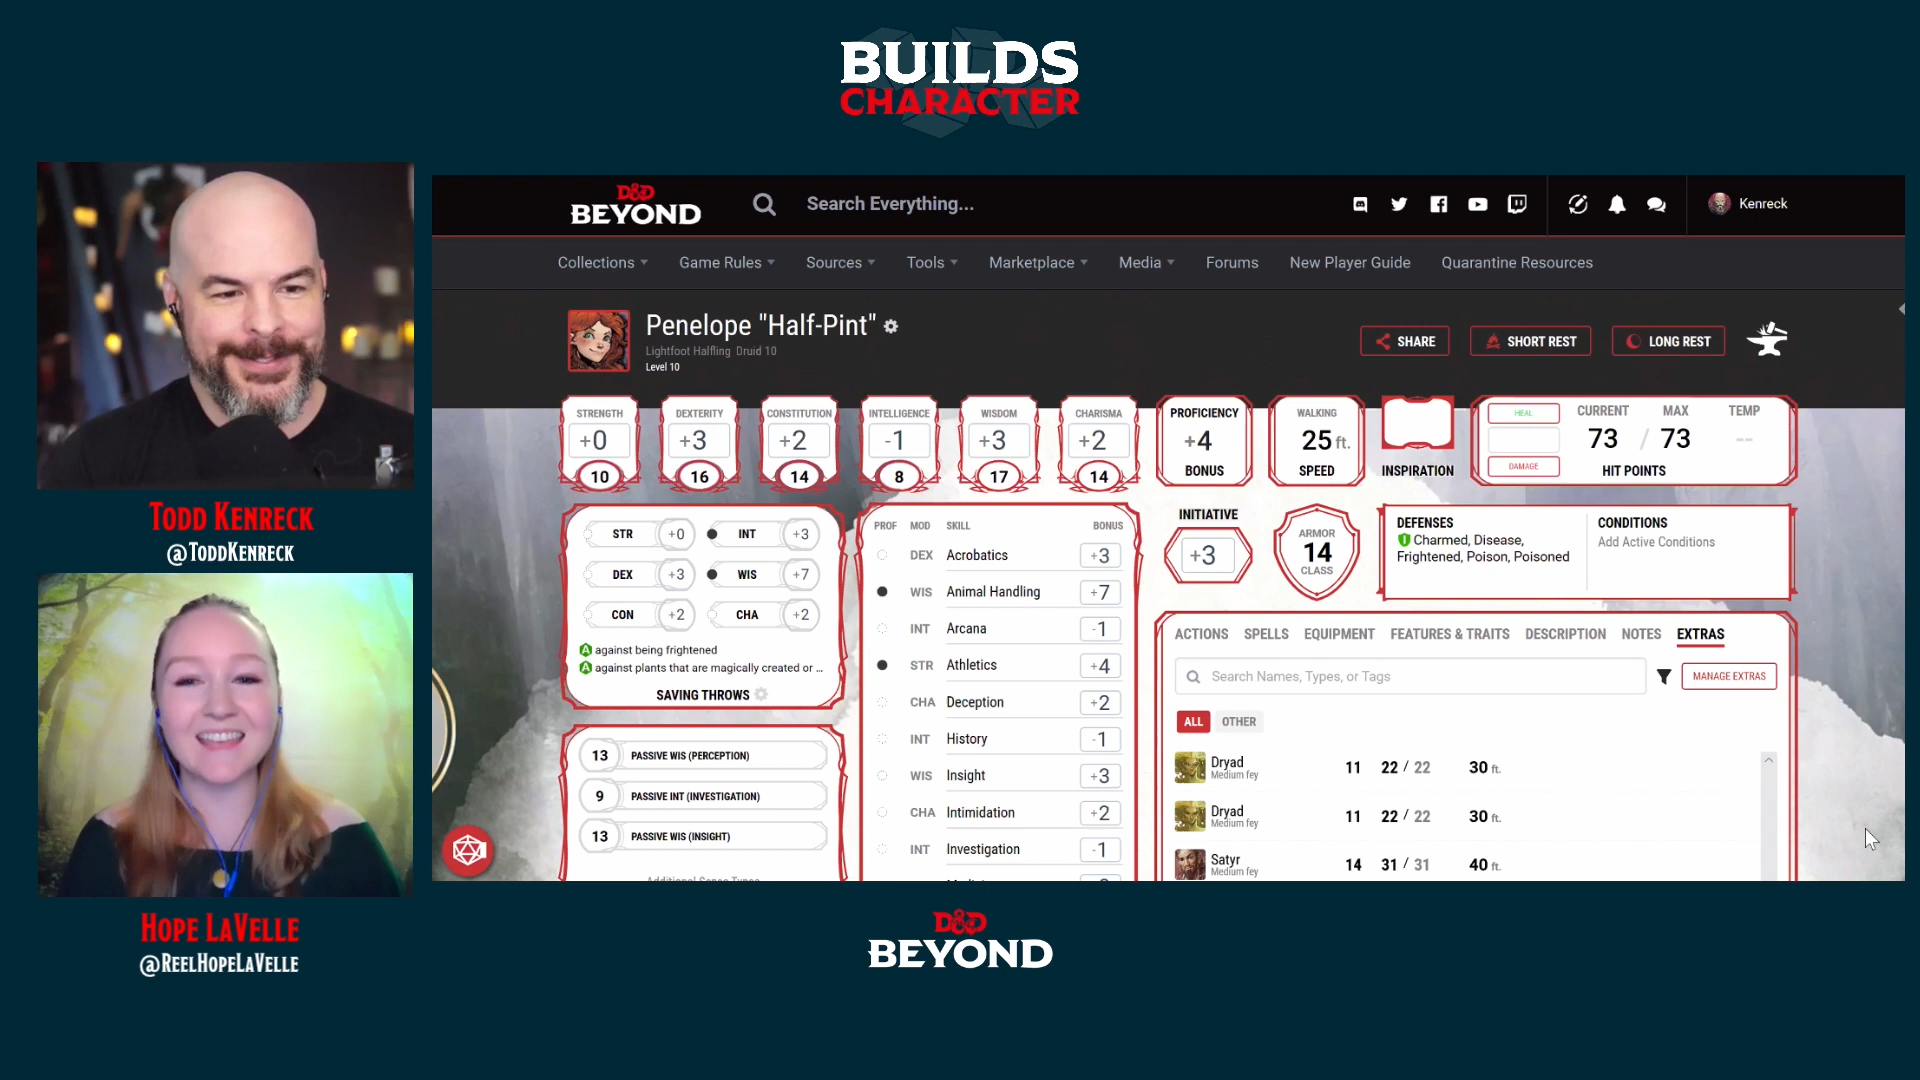 BUILDS
CHARACTER
Todd Kenreck
@ToddKenreck
Hope LaVelle
@ReelHopeLaVelle
D&D
BEYOND
Search Everything...
Kenreck
Collections
Game Rules
Sources
Tools
Marketplace
Media
Forums
New Player Guide
Quarantine Resources
Penelope "Half-Pint"
Lightfoot Halfling Druid 10
Level 10
SHARE
SHORT REST
LONG REST
STRENGTH
+0
10
DEXTERITY
+3
16
CONSTITUTION
+2
14
INTELLIGENCE
-1
8
WISDOM
+3
17
CHARISMA
+2
14
PROFICIENCY
+4
BONUS
WALKING
25 ft.
SPEED
INSPIRATION
HEAL
DAMAGE
CURRENT
MAX
TEMP
73 / 73 --
HIT POINTS
STR +0
INT +3
DEX +3
WIS +7
CON +2
CHA +2
A against being frightened
A against plants that are magically created or ...
SAVING THROWS
13 PASSIVE WIS (PERCEPTION)
9 PASSIVE INT (INVESTIGATION)
13 PASSIVE WIS (INSIGHT)
PROF MOD SKILL BONUS
DEX Acrobatics +3
WIS Animal Handling +7
INT Arcana -1
STR Athletics +4
CHA Deception +2
INT History -1
WIS Insight +3
CHA Intimidation +2
INT Investigation -1
INITIATIVE
+3
ARMOR
14
CLASS
DEFENSES
Charmed, Disease,
Frightened, Poison, Poisoned
CONDITIONS
Add Active Conditions
ACTIONS
SPELLS
EQUIPMENT
FEATURES & TRAITS
DESCRIPTION
NOTES
EXTRAS
Search Names, Types, or Tags
MANAGE EXTRAS
ALL
OTHER
Dryad 11 22 / 22 30 ft.
Medium fey
Dryad 11 22 / 22 30 ft.
Medium fey
Satyr 14 31 / 31 40 ft.
Medium fey
D&D
BEYOND